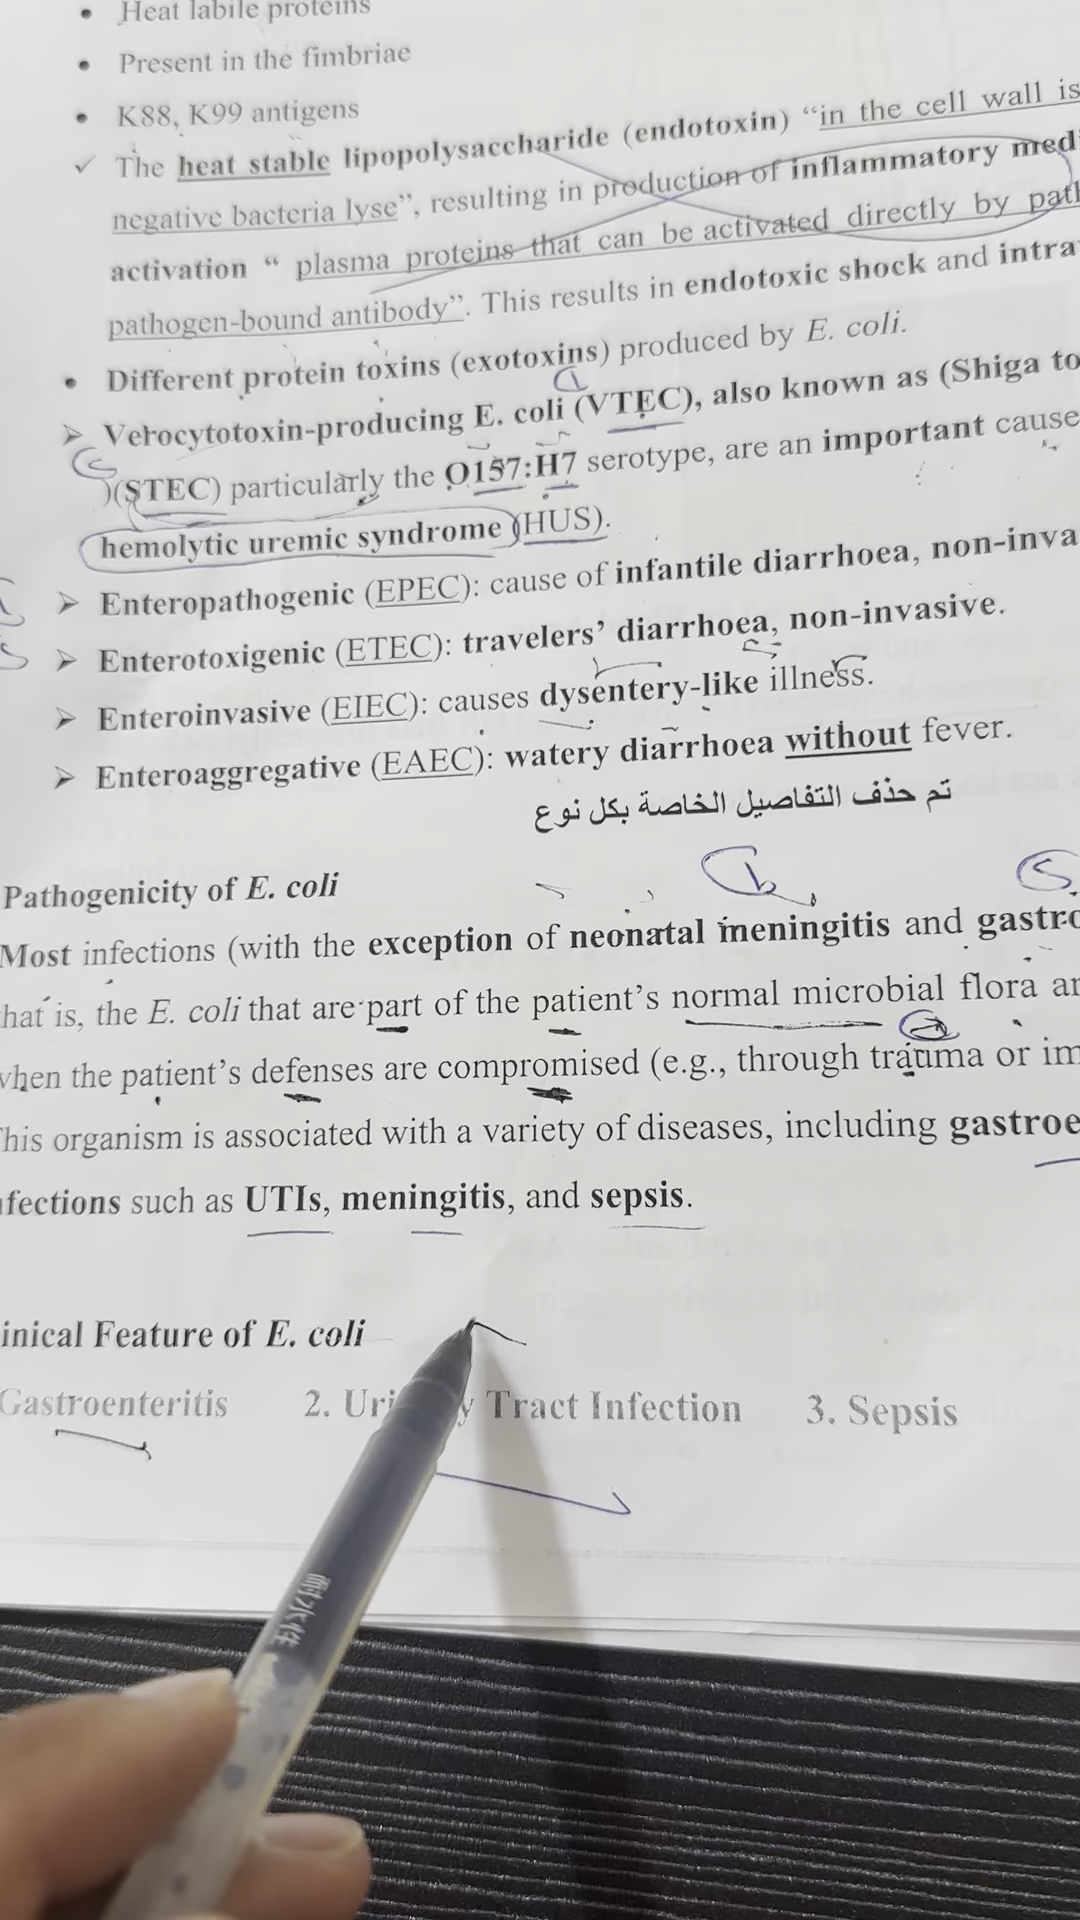 • Heat labile proteins
• Present in the fimbriae
• K88, K99 antigens
✓ The heat stable lipopolysaccharide (endotoxin) “in the cell wall is
negative bacteria lyse”, resulting in production of inflammatory medi
activation “ plasma proteins that can be activated directly by path
pathogen-bound antibody”. This results in endotoxic shock and intra
• Different protein toxins (exotoxins) produced by E. coli.
➢ Verocytotoxin-producing E. coli (VTEC), also known as (Shiga to
)(STEC) particularly the O157:H7 serotype, are an important cause
hemolytic uremic syndrome (HUS).
➢ Enteropathogenic (EPEC): cause of infantile diarrhoea, non-inva
➢ Enterotoxigenic (ETEC): travelers’ diarrhoea, non-invasive.
➢ Enteroinvasive (EIEC): causes dysentery-like illness.
➢ Enteroaggregative (EAEC): watery diarrhoea without fever.
تم حذف التفاصيل الخاصة بكل نوع
Pathogenicity of E. coli
Most infections (with the exception of neonatal meningitis and gastro
hat is, the E. coli that are part of the patient’s normal microbial flora ar
when the patient’s defenses are compromised (e.g., through trauma or im
This organism is associated with a variety of diseases, including gastroe
nfections such as UTIs, meningitis, and sepsis.
inical Feature of E. coli
Gastroenteritis 2. Uri y Tract Infection 3. Sepsis